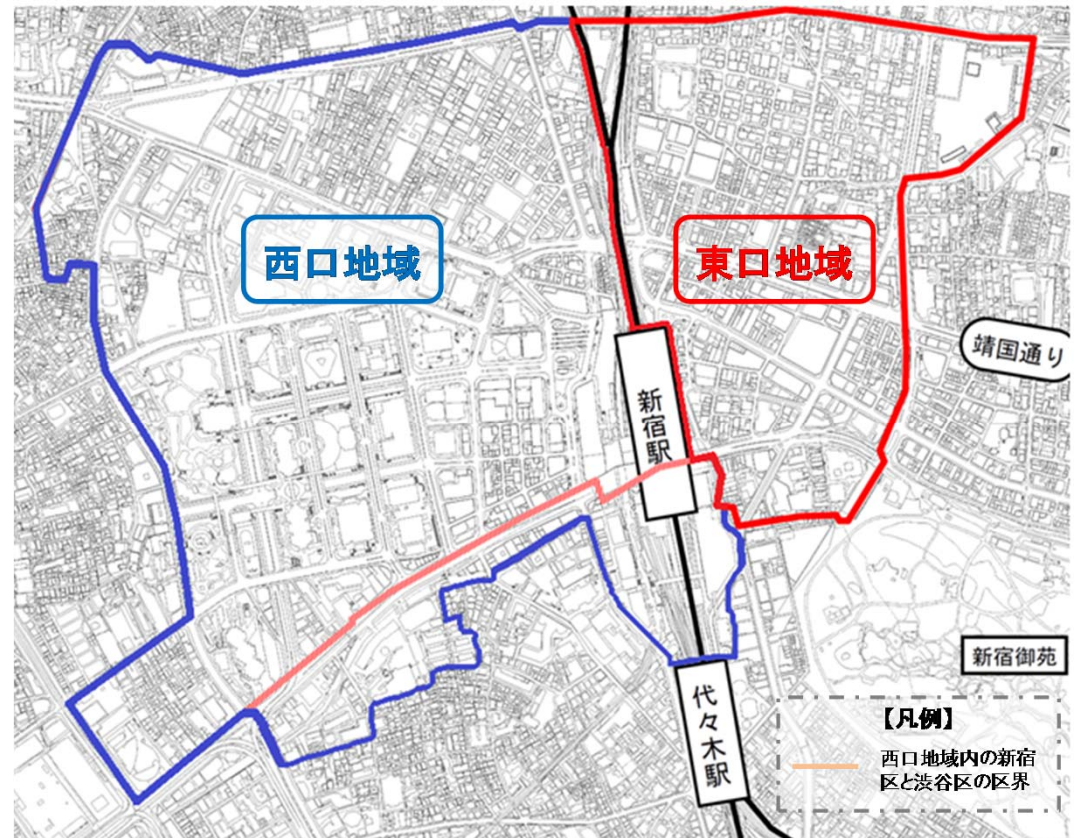 西口地域
東口地域
靖国通り
新宿駅
新宿御苑
代々木駅
【凡例】
西口地域内の新宿
区と渋谷区の区界